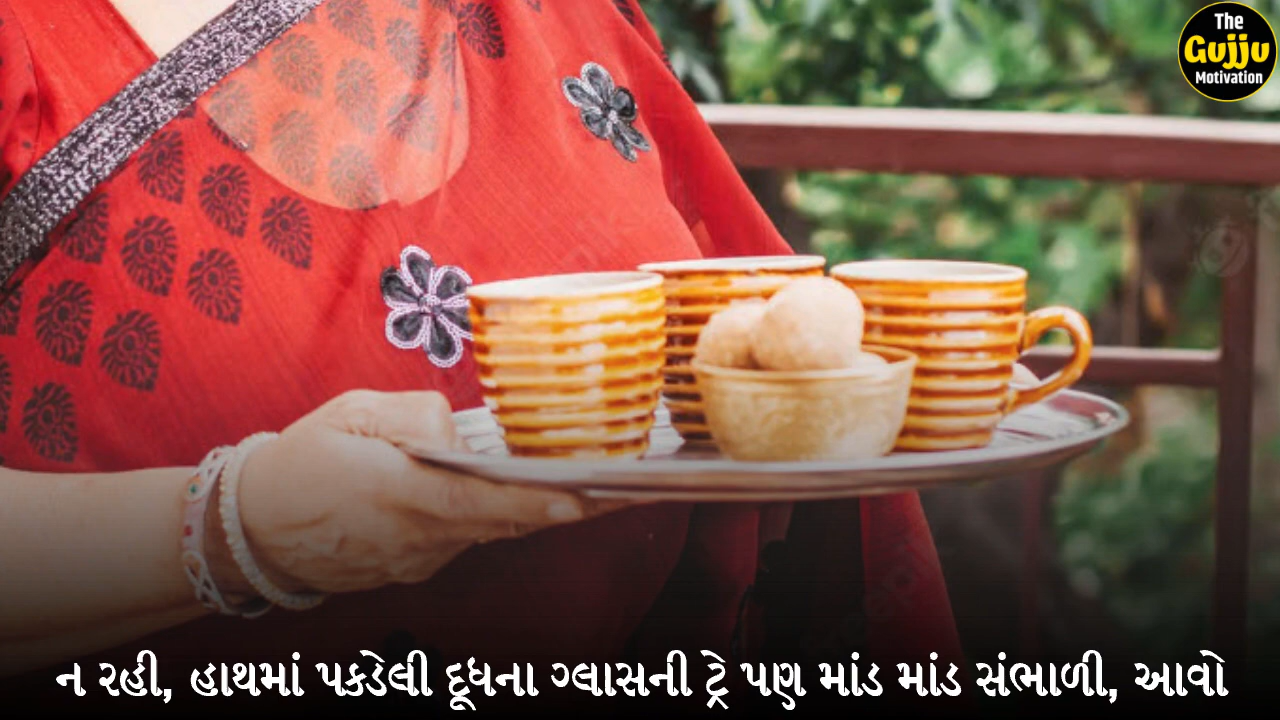 The
Gujju
Motivation
ન રહી, હાથમાં પકડેલી દૂધના ગ્લાસની ટ્રે પણ માંડ માંડ સંભાળી, આવો